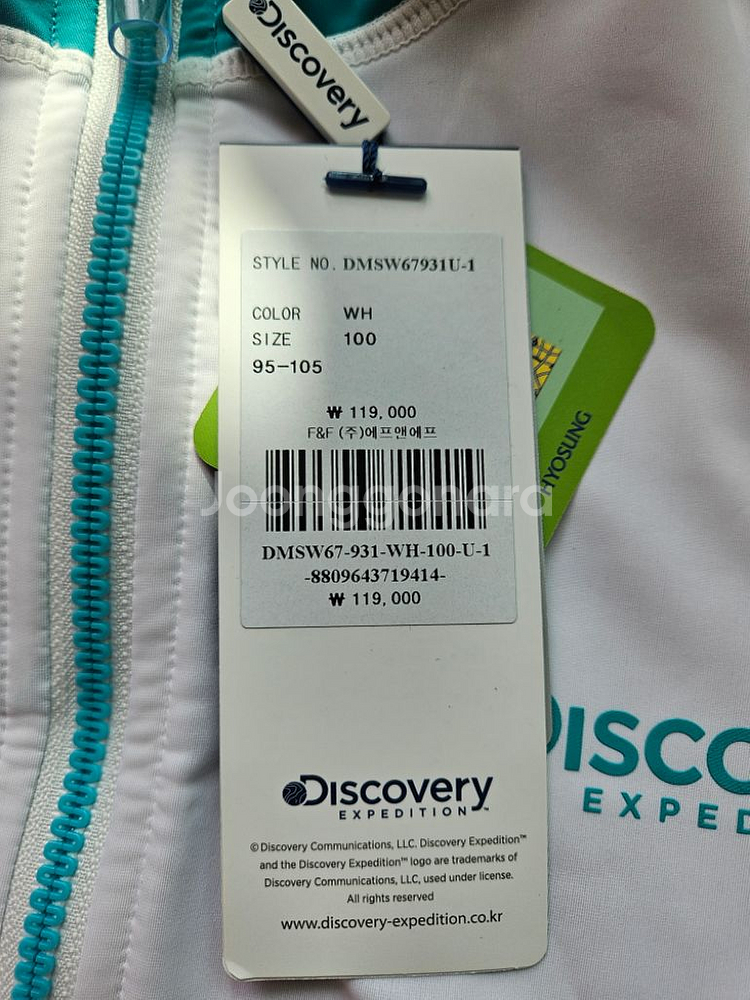 Discovery
STYLE NO. DMSW67931U-1
COLOR WH
SIZE 100
95-105
₩ 119,000
F&F (주)에프앤에프
Joonggonara
HYOSUNG
DMSW67-931-WH-100-U-1
-8809643719414-
₩ 119,000
DISCO
EXPED
Discovery
EXPEDITION™
©Discovery Communications, LLC. Discovery Expedition™
and the Discovery Expedition™ logo are trademarks of
Discovery Communications, LLC, used under license.
All rights reserved
www.discovery-expedition.co.kr